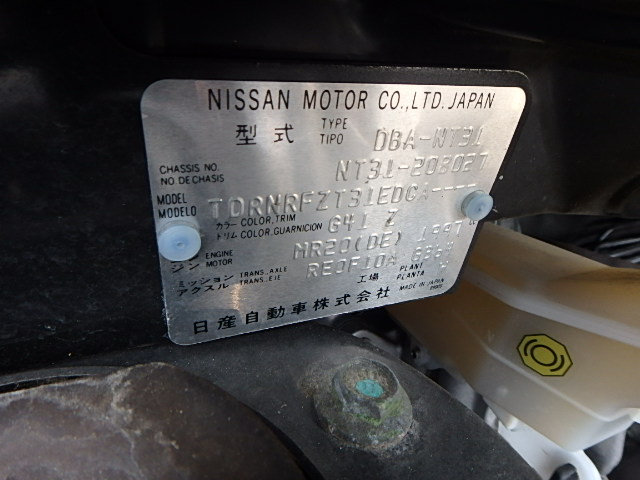 NISSAN MOTOR CO.,LTD. JAPAN
型式 TYPE TIPO DBA-NT31
CHASSIS NO. NO.DE CHASIS NT31-208027
MODEL MODELO TDRNRFZT31EDGA----
カラー トリム COLOR,TRIM COLOR,GUARNICION G41 Z
ジン ENGINE MOTOR MR20(DE) 1997
ミッション アクスル TRANS.,AXLE TRANS.,EJE REJF10A
工場 PLANT PLANTA
日産自動車株式会社 MADE IN JAPAN